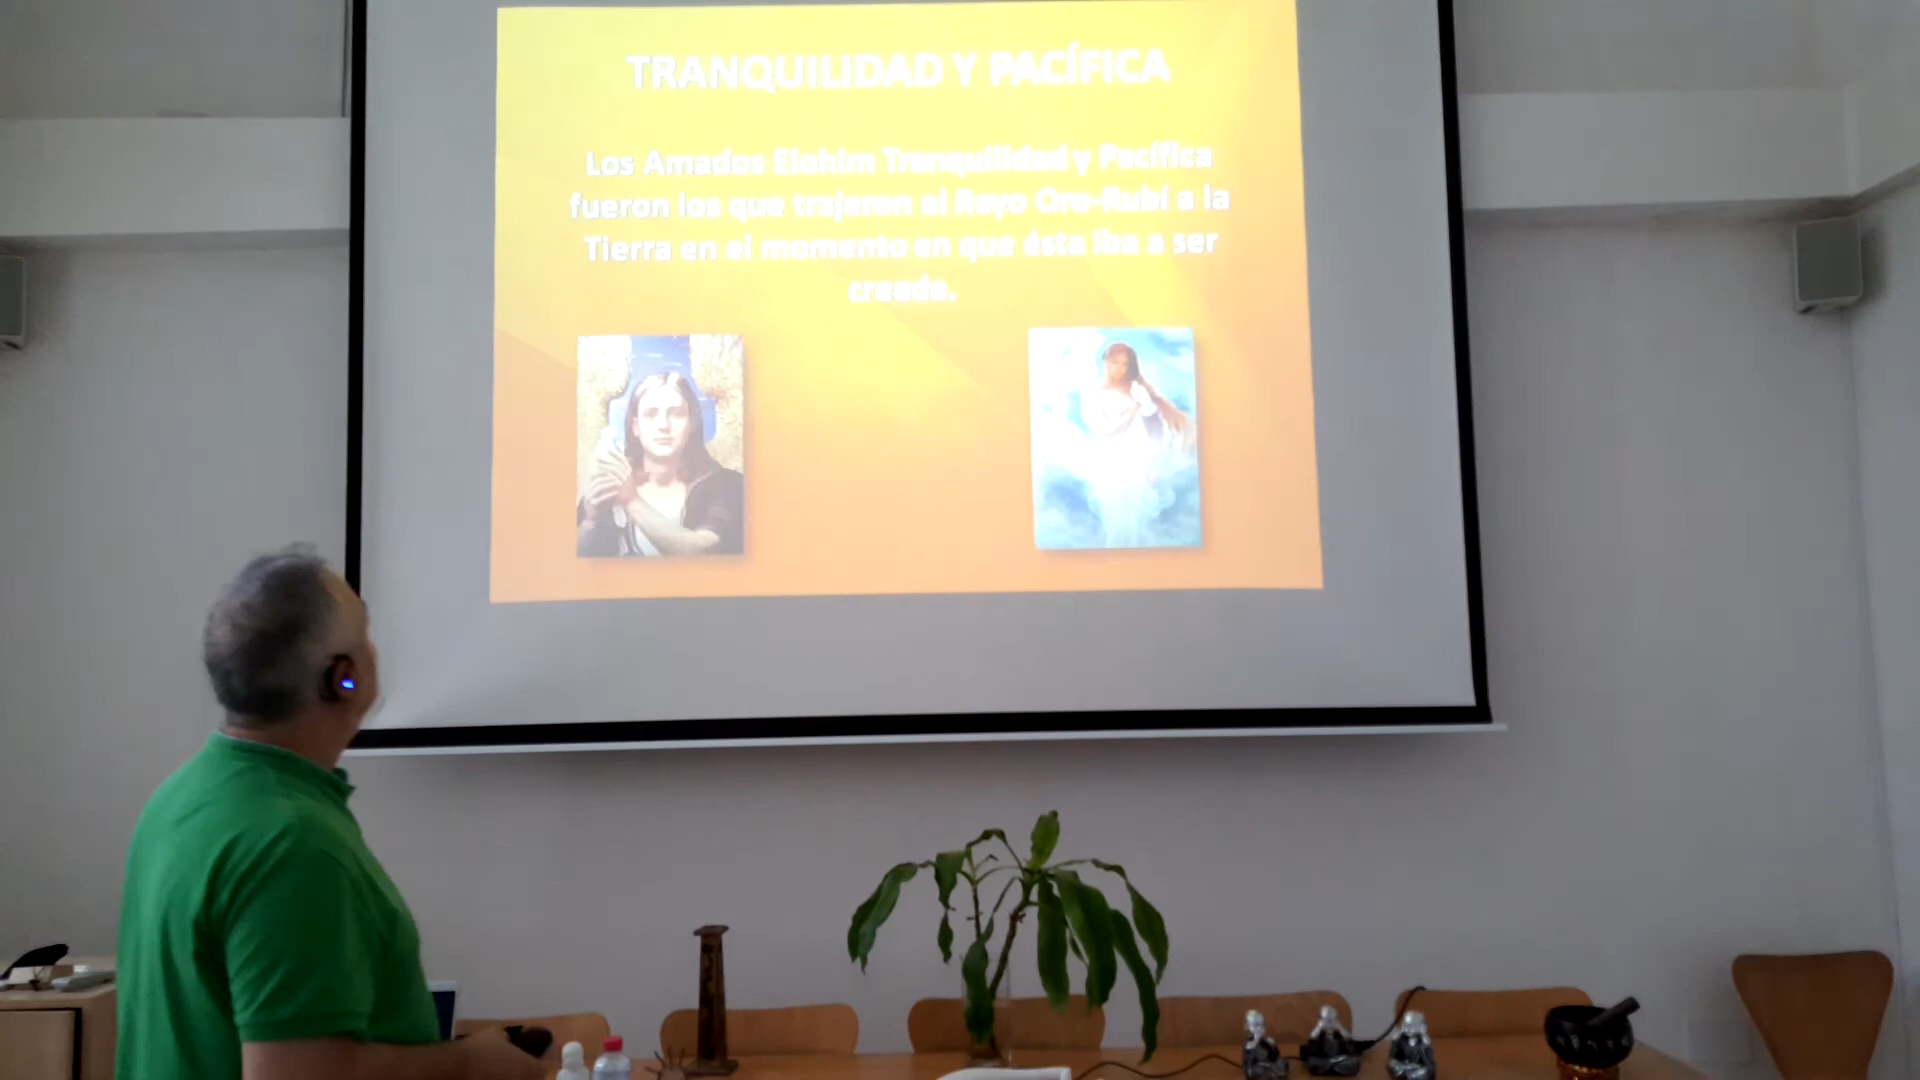 TRANQUILIDAD Y PACÍFICA
Los Amados Elohim Tranquilidad y Pacífica
fueron los que trajeron el Rayo Oro-Rubí a la
Tierra en el momento en que ésta iba a ser
creada.